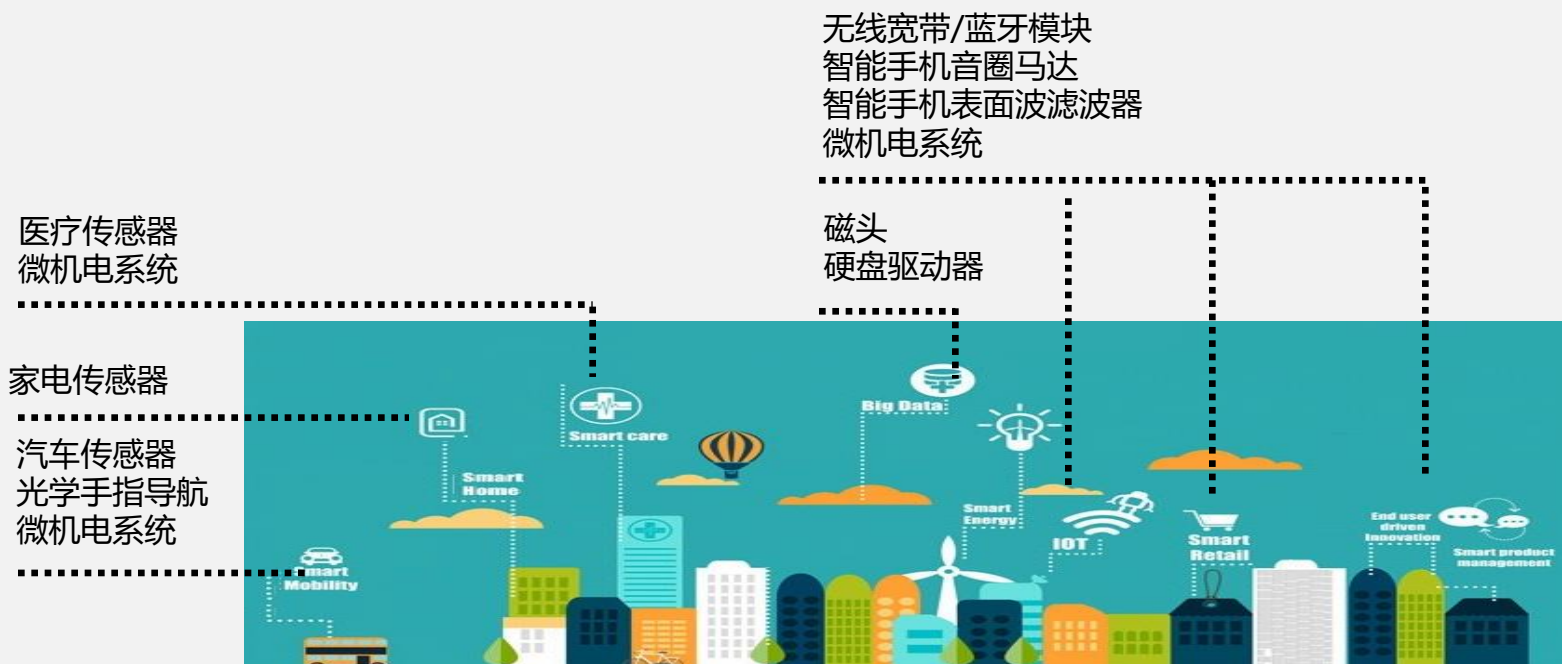 无线宽带/蓝牙模块
智能手机音圈马达
智能手机表面波滤波器
微机电系统
医疗传感器
微机电系统
磁头
硬盘驱动器
家电传感器
汽车传感器
光学手指导航
微机电系统
Big Data
Smart care
Smart
Home
Smart
Energy
IOT
Smart
Retail
End user
driven
Innovation
Smart product
management
Smart
Mobility